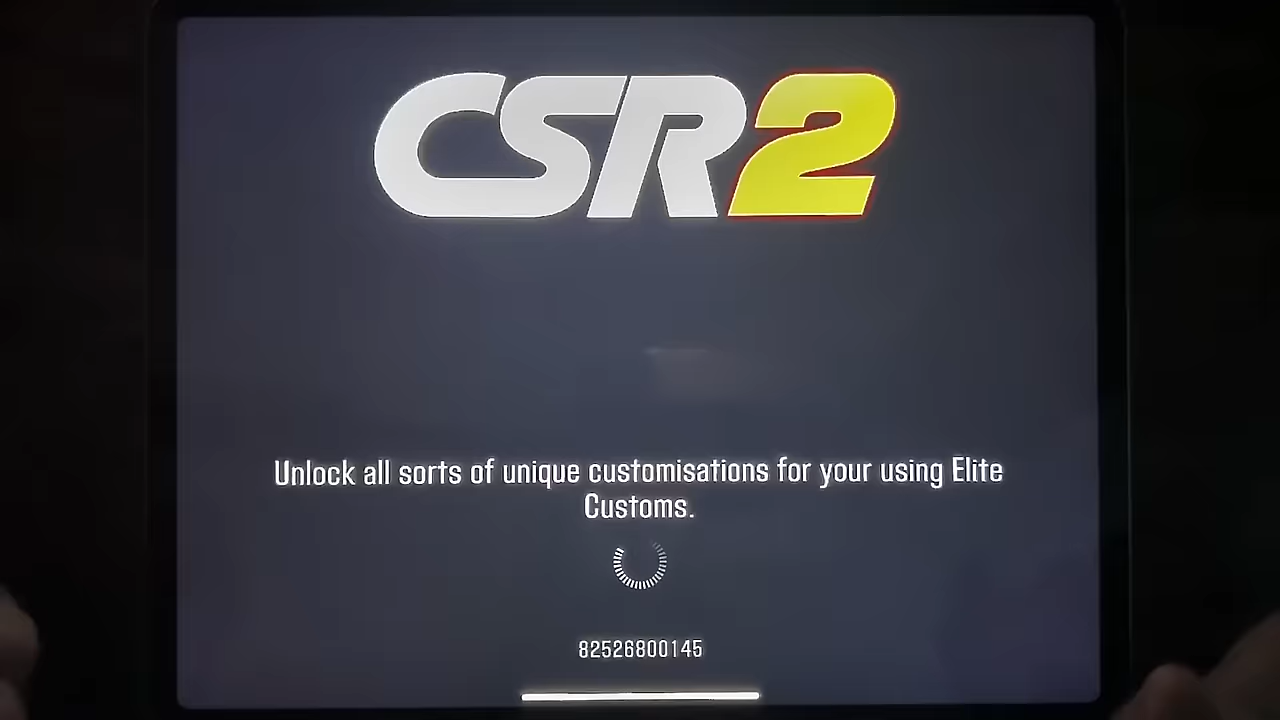 CSR2
Unlock all sorts of unique customisations for your using Elite
Customs.
82526800145